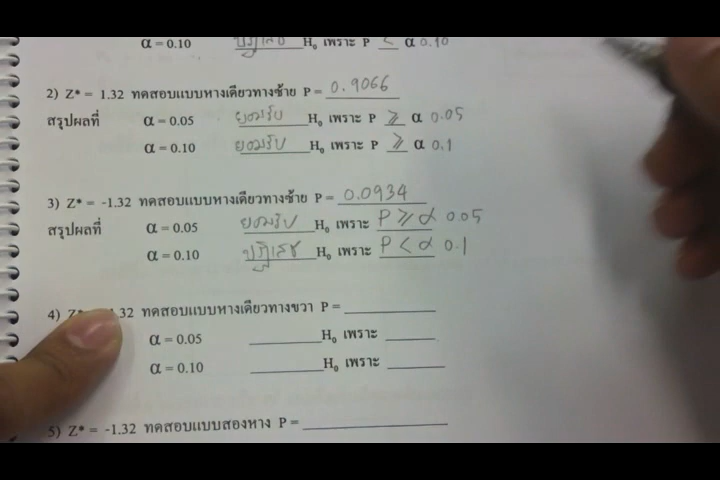 α = 0.10 ปฏิเสธ H₀ เพราะ P < α 0.10
2) Z* = 1.32 ทดสอบแบบหางเดียวทางซ้าย P = 0.9066
สรุปผลที่ α = 0.05 ยอมรับ H₀ เพราะ P ≥ α 0.05
α = 0.10 ยอมรับ H₀ เพราะ P ≥ α 0.1
3) Z* = -1.32 ทดสอบแบบหางเดียวทางซ้าย P = 0.0934
สรุปผลที่ α = 0.05 ยอมรับ H₀ เพราะ P ≥ α 0.05
α = 0.10 ปฏิเสธ H₀ เพราะ P < α 0.1
4) Z* .32 ทดสอบแบบหางเดียวทางขวา P =
α = 0.05 H₀ เพราะ
α = 0.10 H₀ เพราะ
5) Z* = -1.32 ทดสอบแบบสองหาง P =